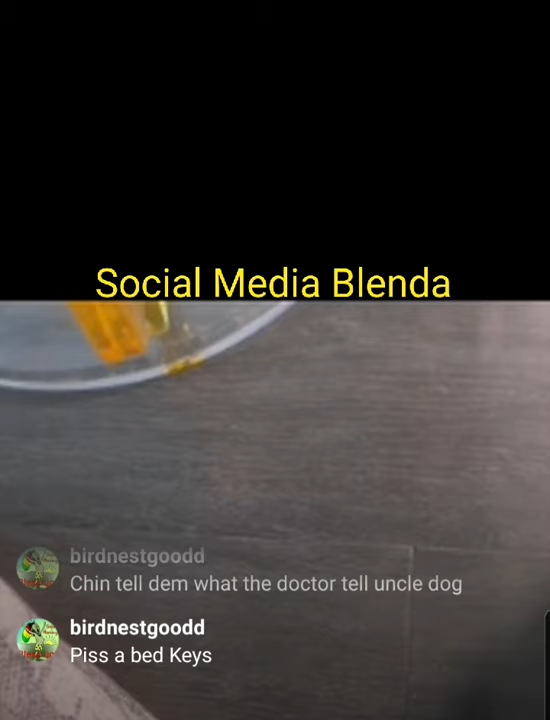 Social Media Blenda
birdnestgoodd
Chin tell dem what the doctor tell uncle dog
birdnestgoodd
Piss a bed Keys